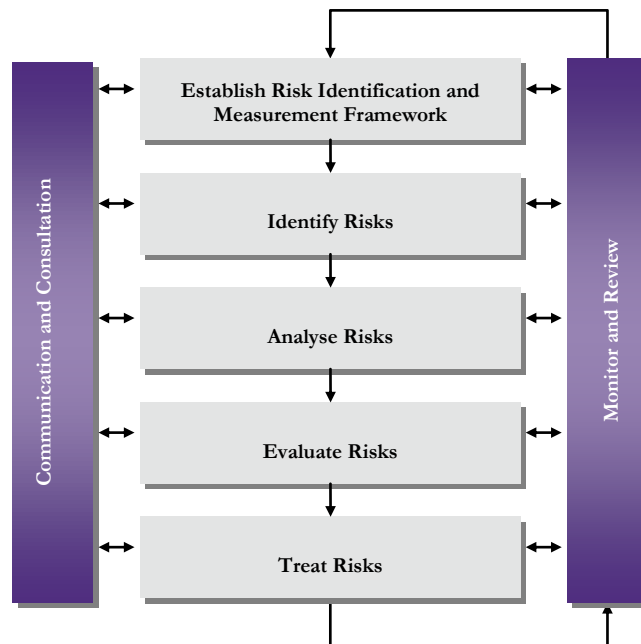 Establish Risk Identification and
Measurement Framework
Communication and Consultation
Monitor and Review
Identify Risks
Analyse Risks
Evaluate Risks
Treat Risks